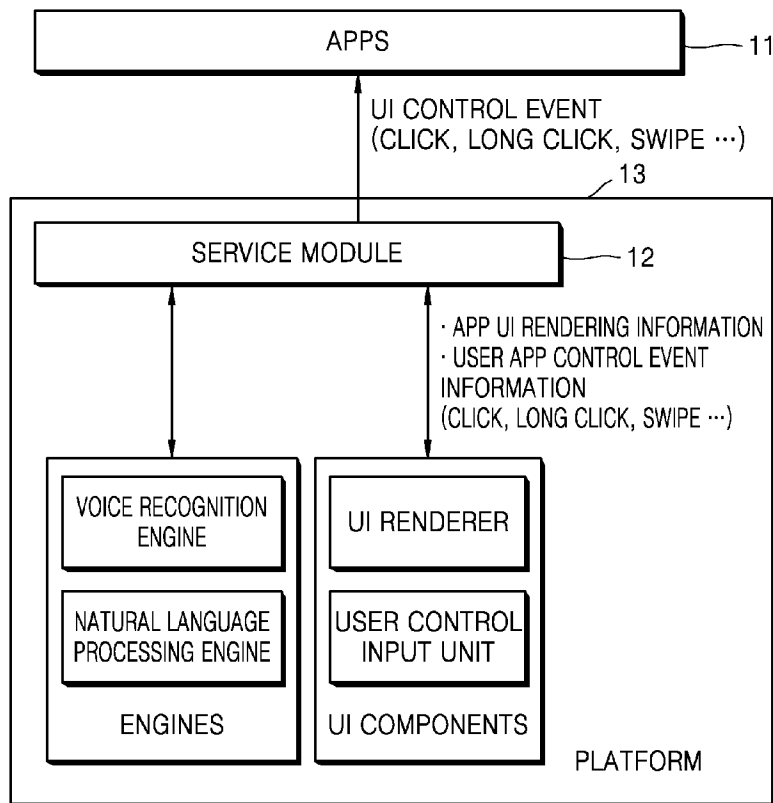 APPS
11
UI CONTROL EVENT
(CLICK, LONG CLICK, SWIPE ···)
13
SERVICE MODULE
12
· APP UI RENDERING INFORMATION
· USER APP CONTROL EVENT
INFORMATION
(CLICK, LONG CLICK, SWIPE ···)
VOICE RECOGNITION
ENGINE
NATURAL LANGUAGE
PROCESSING ENGINE
ENGINES
UI RENDERER
USER CONTROL
INPUT UNIT
UI COMPONENTS
PLATFORM